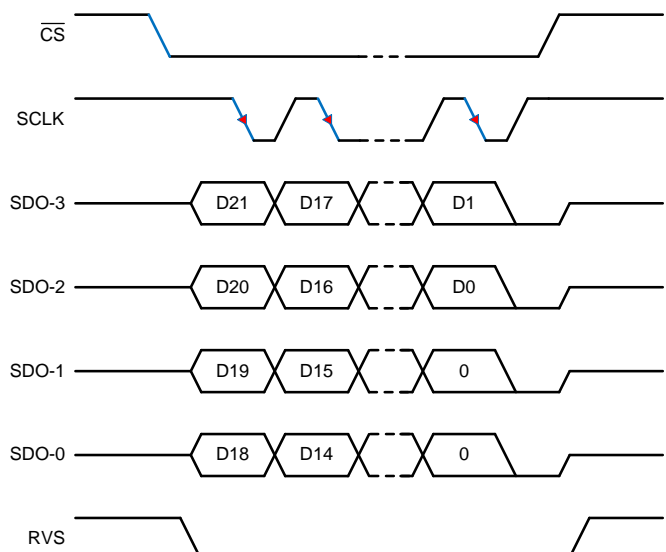 C̅S̅
SCLK
SDO-3 D21 D17 D1
SDO-2 D20 D16 D0
SDO-1 D19 D15 0
SDO-0 D18 D14 0
RVS